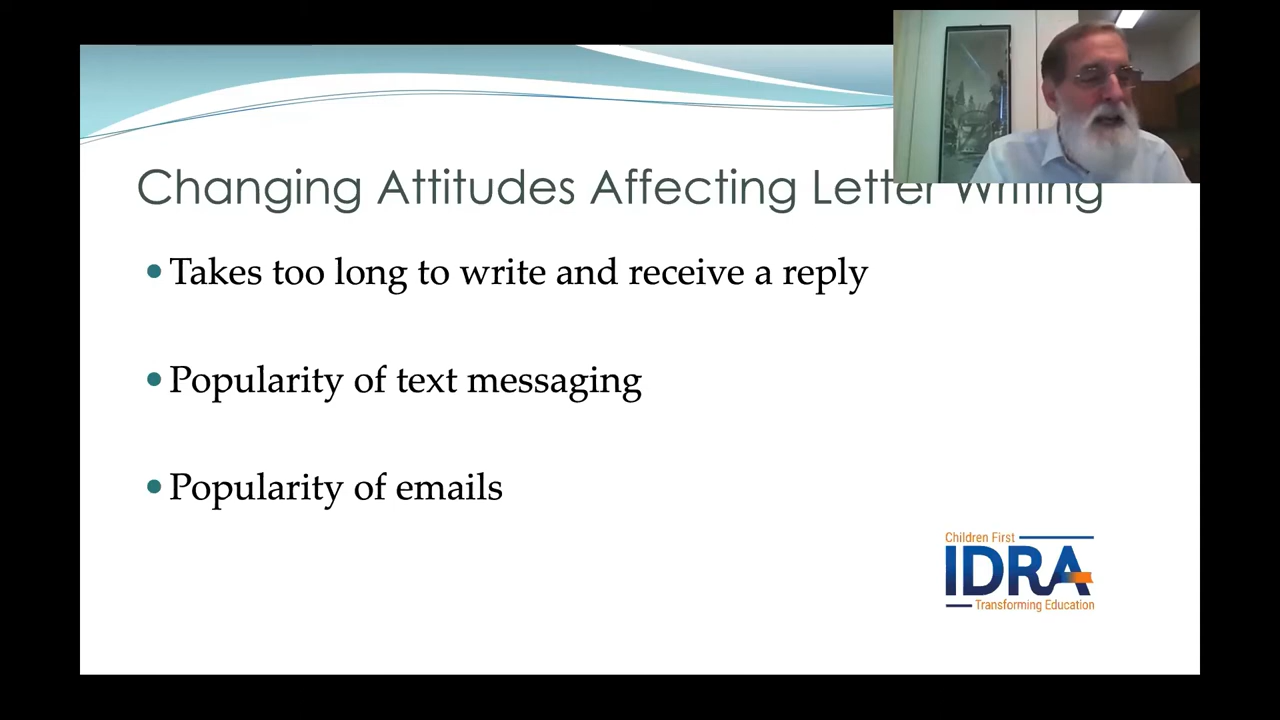 Changing Attitudes Affecting Letter Writing
Takes too long to write and receive a reply
Popularity of text messaging
Popularity of emails
Children First
IDRA
Transforming Education